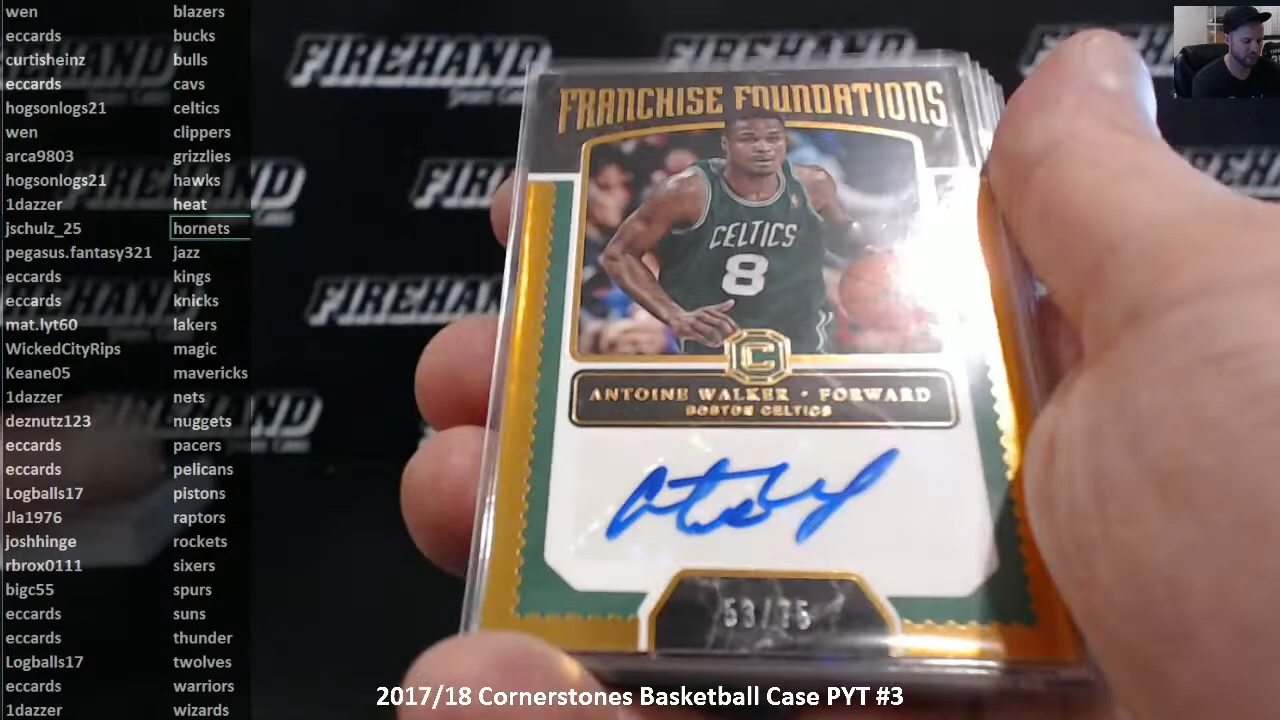 wen blazers
eccards bucks
curtisheinz bulls
eccards cavs
hogsonlogs21 celtics
wen clippers
arca9803 grizzlies
hogsonlogs21 hawks
1dazzer heat
jschulz_25 hornets
pegasus.fantasy321 jazz
eccards kings
eccards knicks
mat.lyt60 lakers
WickedCityRips magic
Keane05 mavericks
1dazzer nets
deznutz123 nuggets
eccards pacers
eccards pelicans
Logballs17 pistons
Jla1976 raptors
joshhinge rockets
rbrox0111 sixers
bigc55 spurs
eccards suns
eccards thunder
Logballs17 twolves
eccards warriors
1dazzer wizards
FIREHAND
FIREHAND
FIREHAND
FIREHAND
FIREHAND
FRANCHISE FOUNDATIONS
CELTICS
8
C
ANTOINE WALKER · FORWARD
BOSTON CELTICS
2017/18 Cornerstones Basketball Case PYT #3